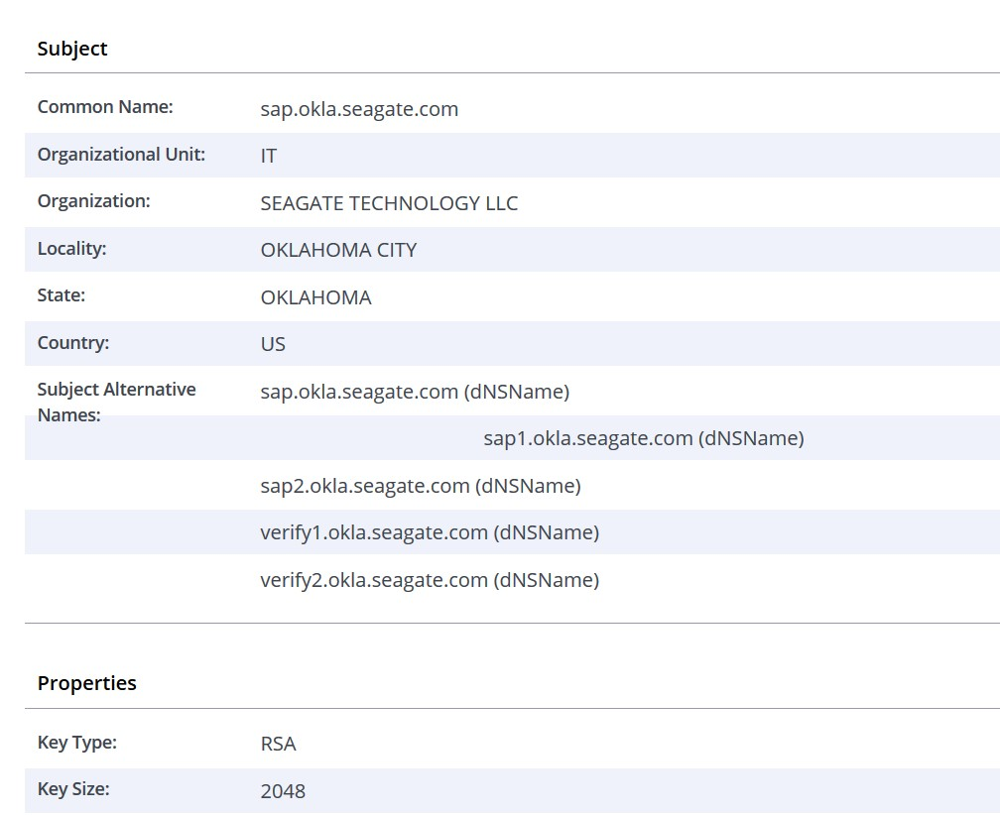 Subject
Common Name: sap.okla.seagate.com
Organizational Unit: IT
Organization: SEAGATE TECHNOLOGY LLC
Locality: OKLAHOMA CITY
State: OKLAHOMA
Country: US
Subject Alternative Names: sap.okla.seagate.com (dNSName)
sap1.okla.seagate.com (dNSName)
sap2.okla.seagate.com (dNSName)
verify1.okla.seagate.com (dNSName)
verify2.okla.seagate.com (dNSName)
Properties
Key Type: RSA
Key Size: 2048